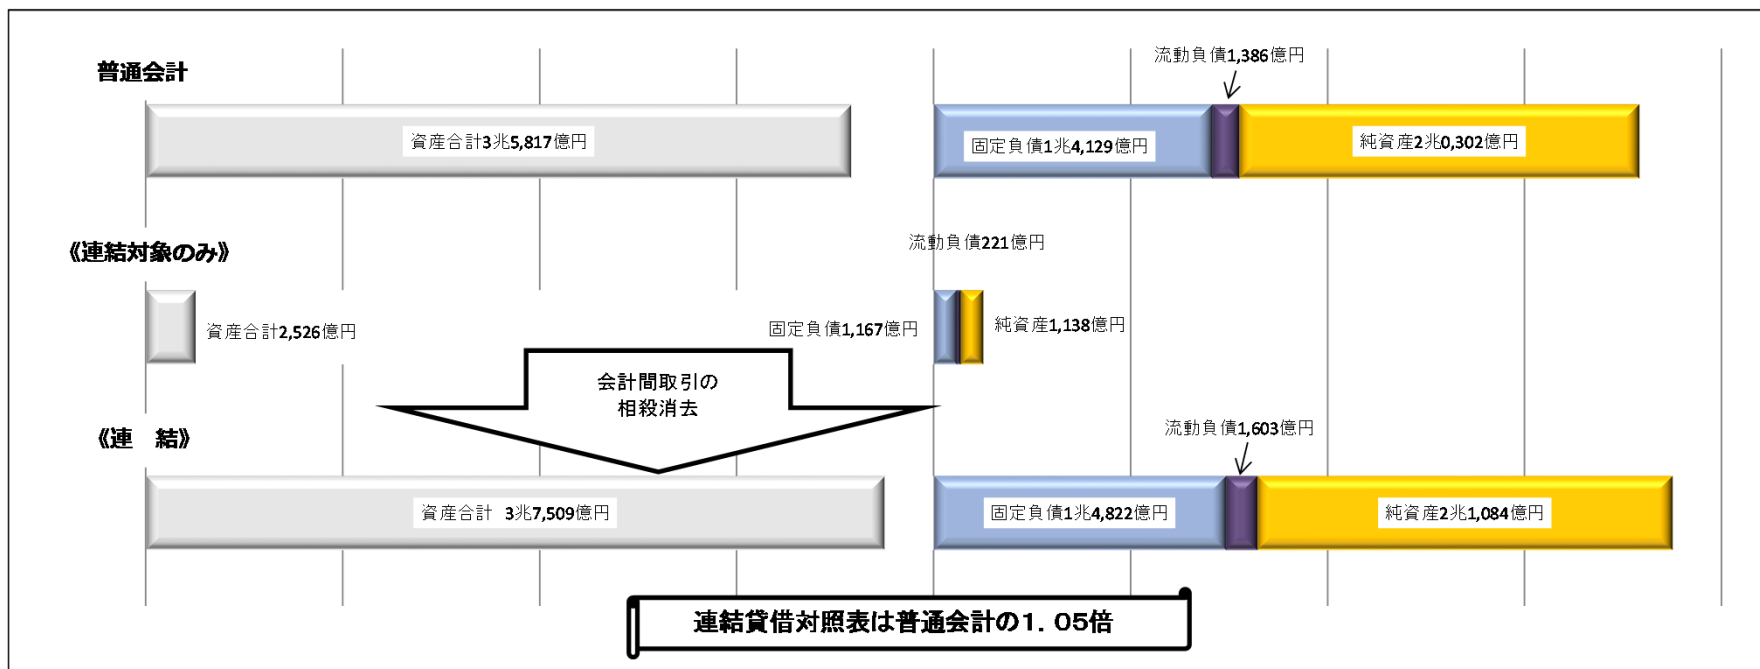 流動負債1,386億円
普通会計
資産合計3兆5,817億円
固定負債1兆4,129億円
純資産2兆0,302億円
流動負債221億円
《連結対象のみ》
資産合計2,526億円
固定負債1,167億円
純資産1,138億円
会計間取引の
相殺消去
流動負債1,603億円
《連　結》
資産合計　3兆7,509億円
固定負債1兆4,822億円
純資産2兆1,084億円
連結貸借対照表は普通会計の1．05倍